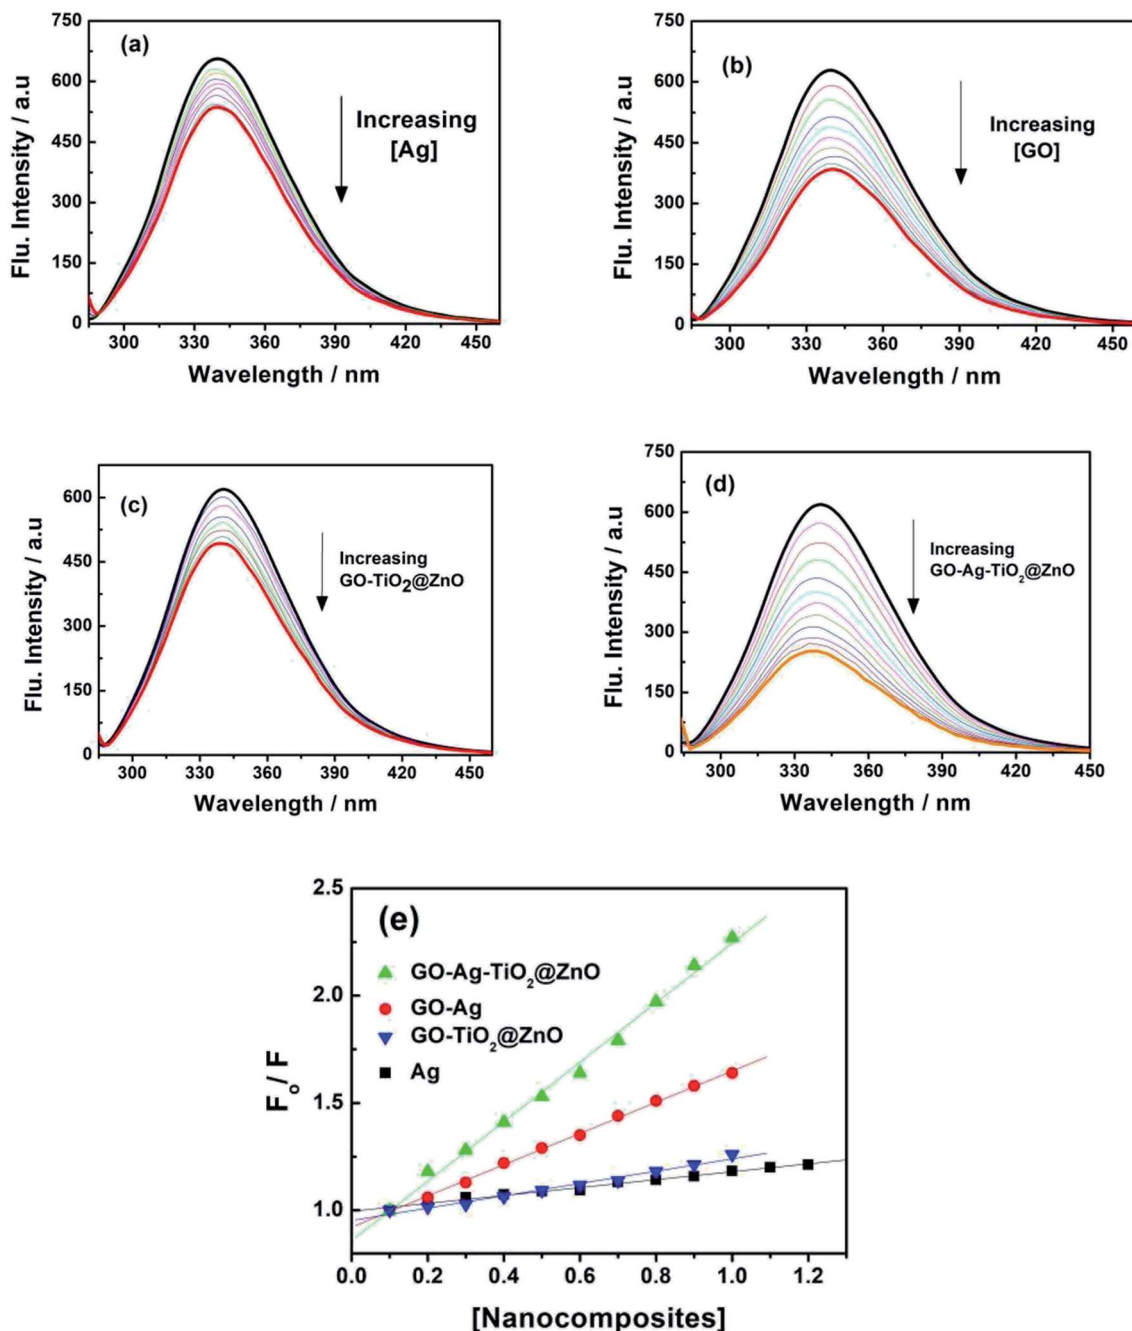 (a)
750
600
450
300
150
0
Flu. Intensity / a.u
Increasing
[Ag]
300 330 360 390 420 450
Wavelength / nm
(b)
750
600
450
300
150
0
Flu. Intensity / a.u
Increasing
[GO]
300 330 360 390 420 450
Wavelength / nm
(c)
600
450
300
150
0
Flu. Intensity / a.u
Increasing
GO-TiO2@ZnO
300 330 360 390 420 450
Wavelength / nm
(d)
750
600
450
300
150
0
Flu. Intensity / a.u
Increasing
GO-Ag-TiO2@ZnO
300 330 360 390 420 450
Wavelength / nm
(e)
2.5
2.0
1.5
1.0
Fo / F
GO-Ag-TiO2@ZnO
GO-Ag
GO-TiO2@ZnO
Ag
0.0 0.2 0.4 0.6 0.8 1.0 1.2
[Nanocomposites]